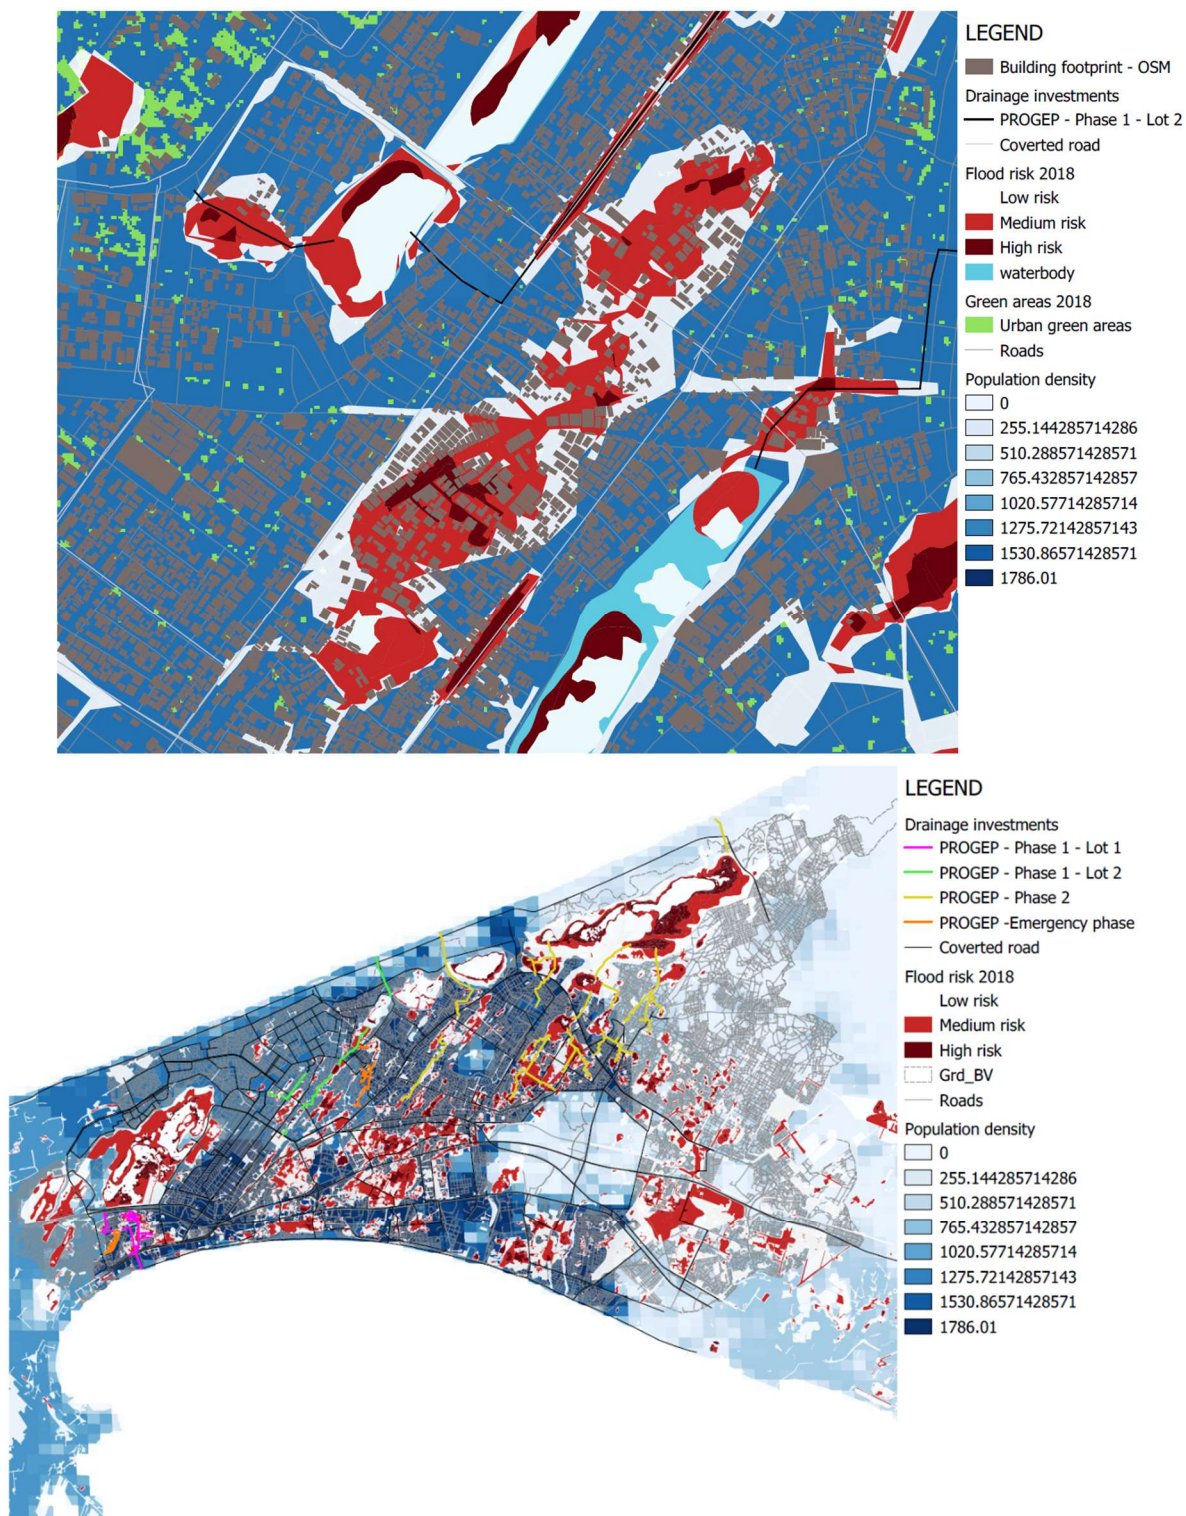 LEGEND
Building footprint - OSM
Drainage investments
PROGEP - Phase 1 - Lot 2
Coverted road
Flood risk 2018
Low risk
Medium risk
High risk
waterbody
Green areas 2018
Urban green areas
Roads
Population density
0
255.144285714286
510.288571428571
765.432857142857
1020.57714285714
1275.72142857143
1530.86571428571
1786.01
LEGEND
Drainage investments
PROGEP - Phase 1 - Lot 1
PROGEP - Phase 1 - Lot 2
PROGEP - Phase 2
PROGEP -Emergency phase
Coverted road
Flood risk 2018
Low risk
Medium risk
High risk
Grd_BV
Roads
Population density
0
255.144285714286
510.288571428571
765.432857142857
1020.57714285714
1275.72142857143
1530.86571428571
1786.01